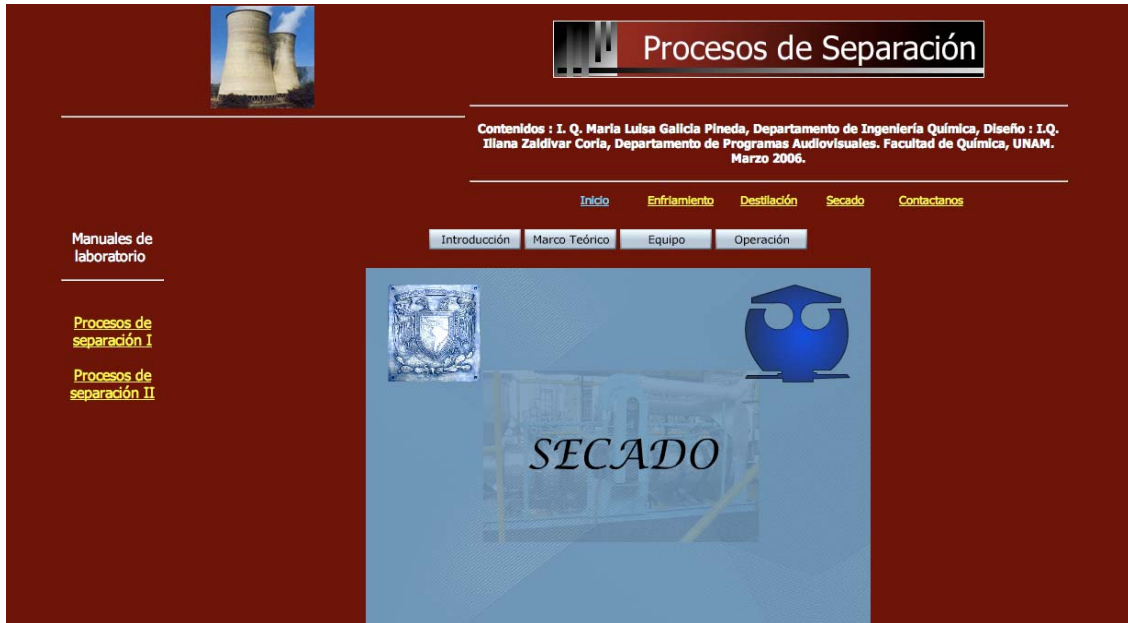 Procesos de Separación
Contenidos : I. Q. Maria Luisa Galicia Pineda, Departamento de Ingeniería Química, Diseño : I.Q.
Iliana Zaldivar Coria, Departamento de Programas Audiovisuales. Facultad de Química, UNAM.
Marzo 2006.
Inicio Enfriamiento Destilación Secado Contactanos
Manuales de
laboratorio
Introducción Marco Teórico Equipo Operación
Procesos de
separación I
Procesos de
separación II
SECADO